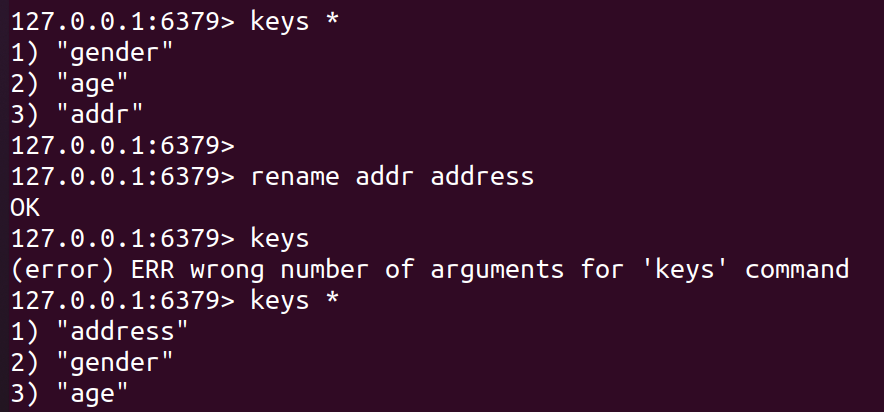 127.0.0.1:6379> keys *
1) "gender"
2) "age"
3) "addr"
127.0.0.1:6379>
127.0.0.1:6379> rename addr address
OK
127.0.0.1:6379> keys
(error) ERR wrong number of arguments for 'keys' command
127.0.0.1:6379> keys *
1) "address"
2) "gender"
3) "age"